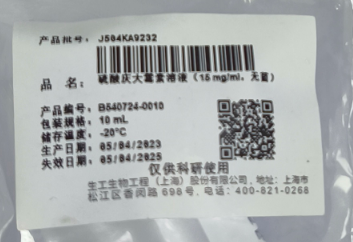 产品批号: J504KA9232
品 名: 硫酸庆大霉素溶液 (15 mg/ml, 无菌)
产品编号: B540724-0010
包装规格: 10 mL
储存温度: -20°C
生产日期: 05/04/2023
失效日期: 05/04/2025
仅供科研使用
生工生物工程(上海)股份有限公司, 地址: 上海市
松江区香闵路698号, 电话: 400-821-0268